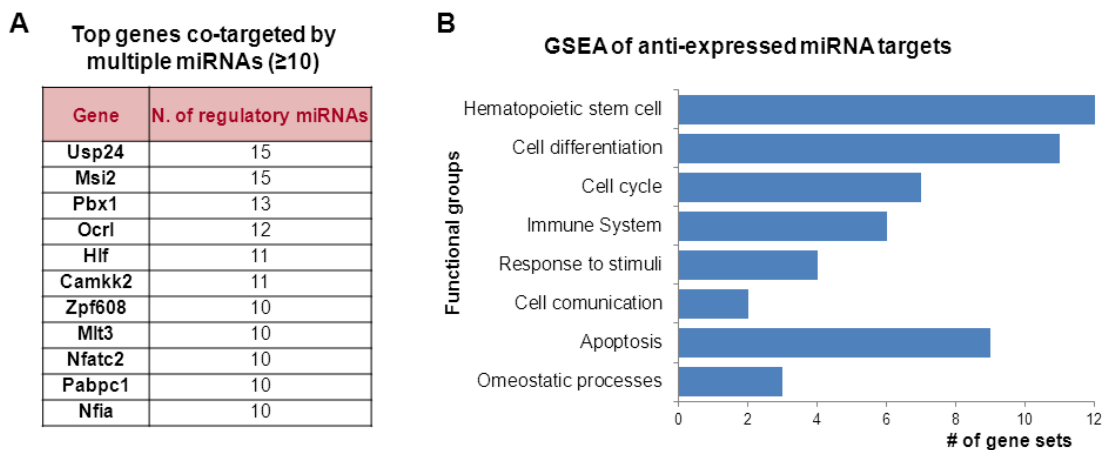 A
Top genes co-targeted by
multiple miRNAs (≥10)
Gene N. of regulatory miRNAs
Usp24 15
Msi2 15
Pbx1 13
Ocrl 12
Hlf 11
Camkk2 11
Zpf608 10
Mlt3 10
Nfatc2 10
Pabpc1 10
Nfia 10
B
GSEA of anti-expressed miRNA targets
Functional groups
Hematopoietic stem cell
Cell differentiation
Cell cycle
Immune System
Response to stimuli
Cell comunication
Apoptosis
Omeostatic processes
0 2 4 6 8 10 12
# of gene sets